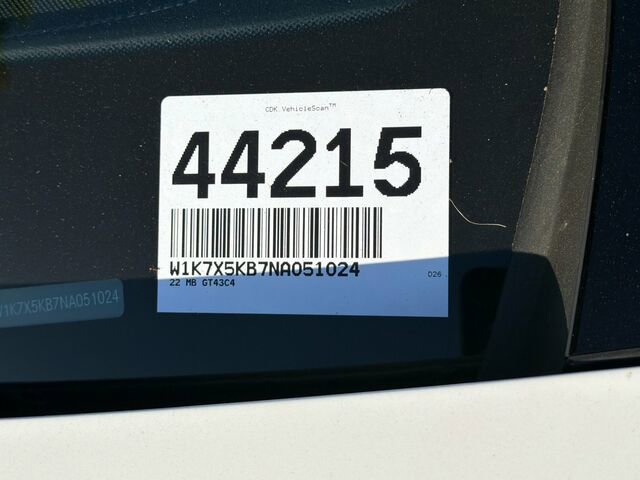 CDK VehicleScan™
44215
W1K7X5KB7NA051024
22 MB GT43C4
D26
W1K7X5KB7NA051024